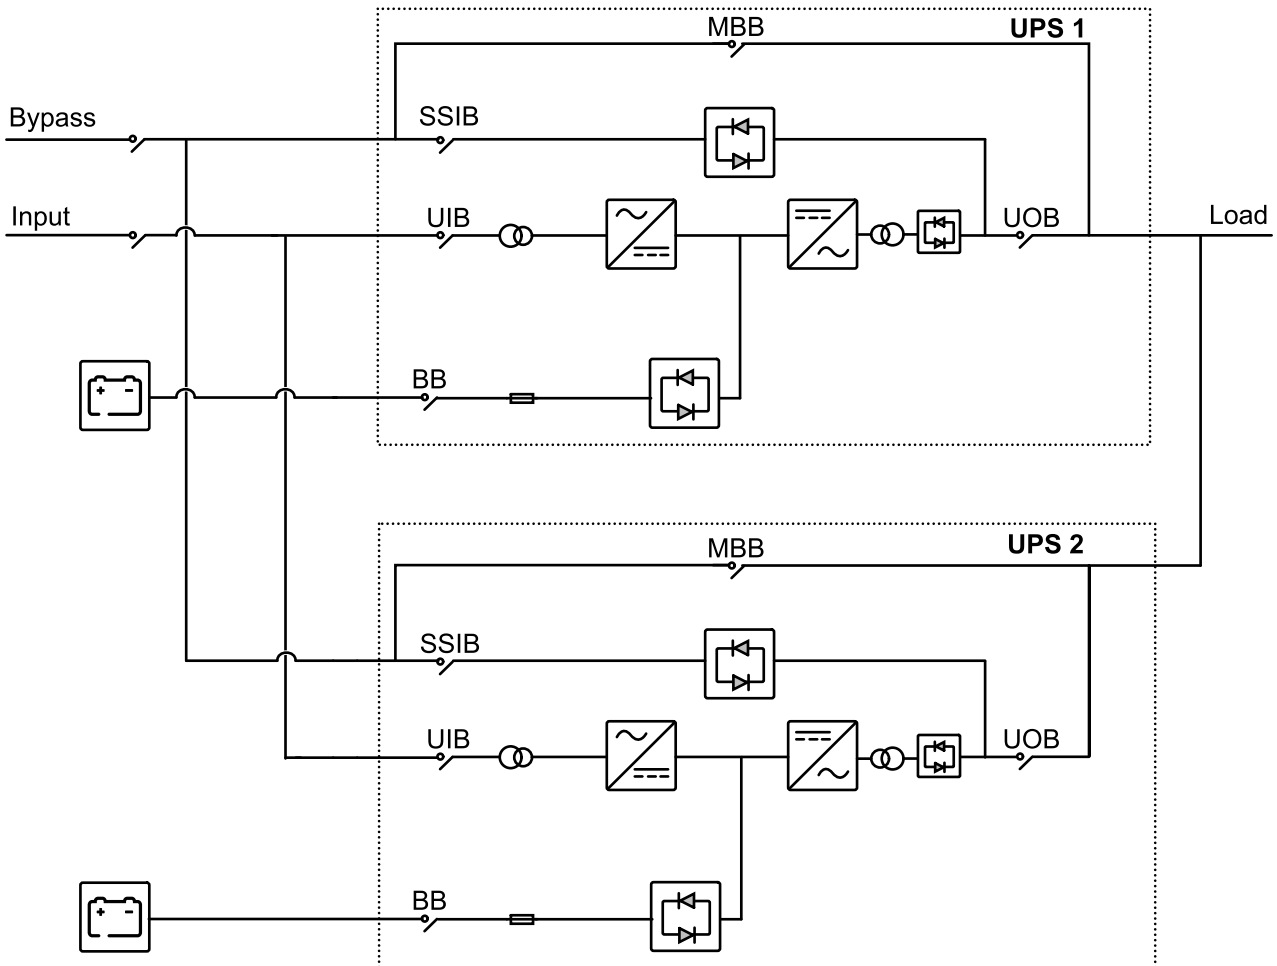 MBB
UPS 1
Bypass
SSIB
Input
UIB
UOB
Load
BB
MBB
UPS 2
SSIB
UIB
UOB
BB